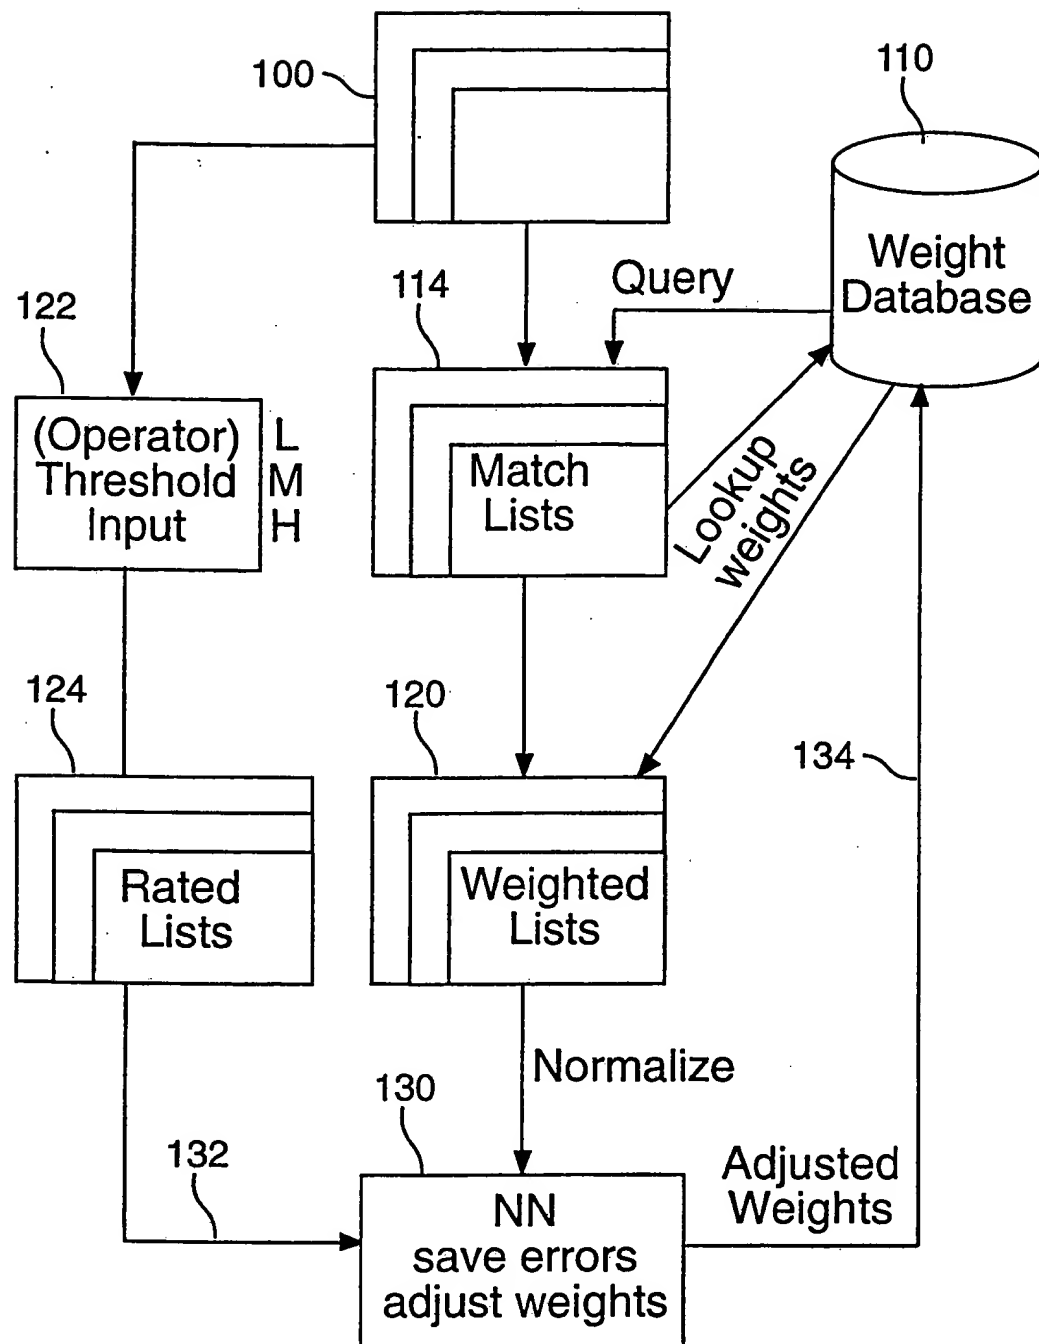 100
110
Weight
Database
Query
114
122
(Operator)
Threshold
Input
L
M
H
Match
Lists
Lookup
weights
124
120
134
Rated
Lists
Weighted
Lists
Normalize
130
132
NN
save errors
adjust weights
Adjusted
Weights